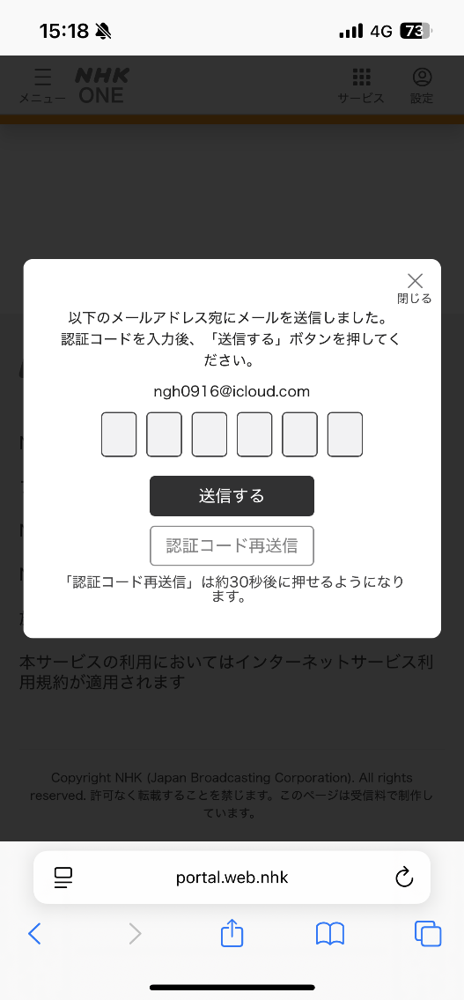 15:18
4G
73
NHK
ONE
メニュー
サービス
設定
閉じる
以下のメールアドレス宛にメールを送信しました。
認証コードを入力後、「送信する」ボタンを押してく
ださい。
ngh0916@icloud.com
送信する
認証コード再送信
「認証コード再送信」は約30秒後に押せるようになり
ます。
本サービスの利用においてはインターネットサービス利
用規約が適用されます
Copyright NHK (Japan Broadcasting Corporation). All rights
reserved. 許可なく転載することを禁じます。このページは受信料で制作し
ています。
portal.web.nhk